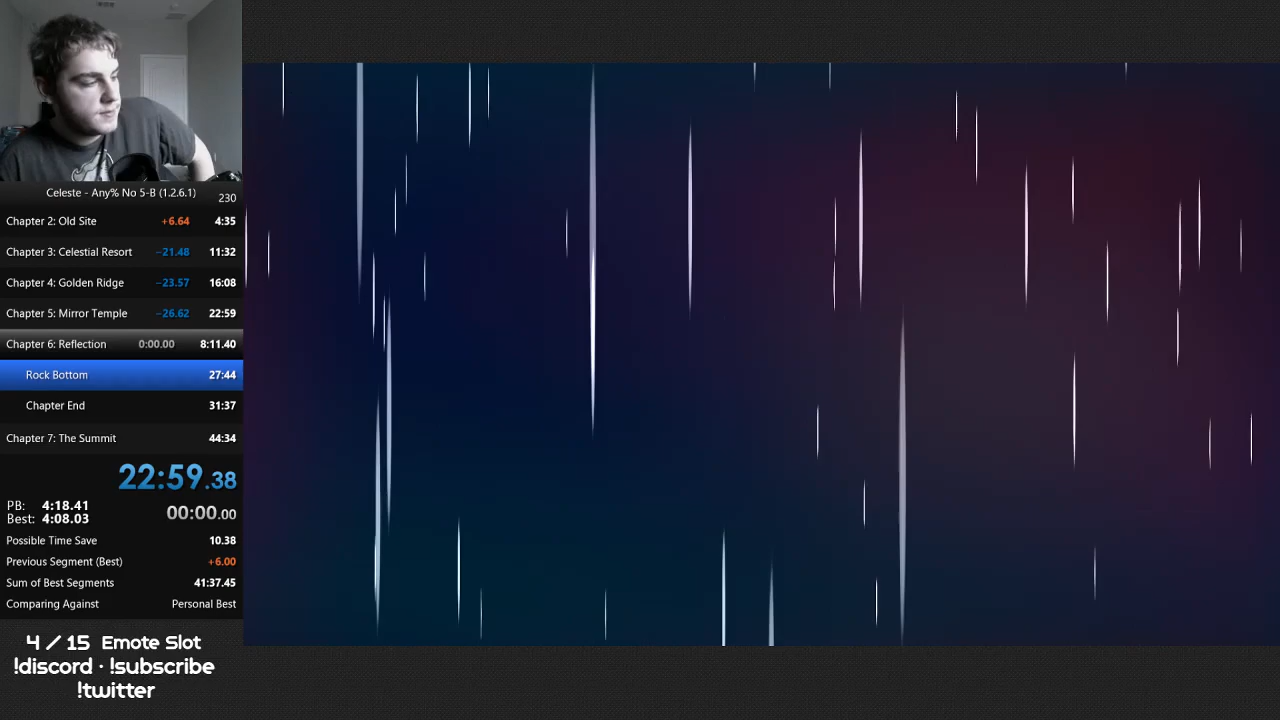 Celeste - Any% No 5-B (1.2.6.1) 230
Chapter 2: Old Site +6.64 4:35
Chapter 3: Celestial Resort −21.48 11:32
Chapter 4: Golden Ridge −23.57 16:08
Chapter 5: Mirror Temple −26.62 22:59
Chapter 6: Reflection 0:00.00 8:11.40
Rock Bottom 27:44
Chapter End 31:37
Chapter 7: The Summit 44:34
22:59.38
PB: 4:18.41
Best: 4:08.03
00:00.00
Possible Time Save 10.38
Previous Segment (Best) +6.00
Sum of Best Segments 41:37.45
Comparing Against Personal Best
4 / 15 Emote Slot
!discord · !subscribe
!twitter